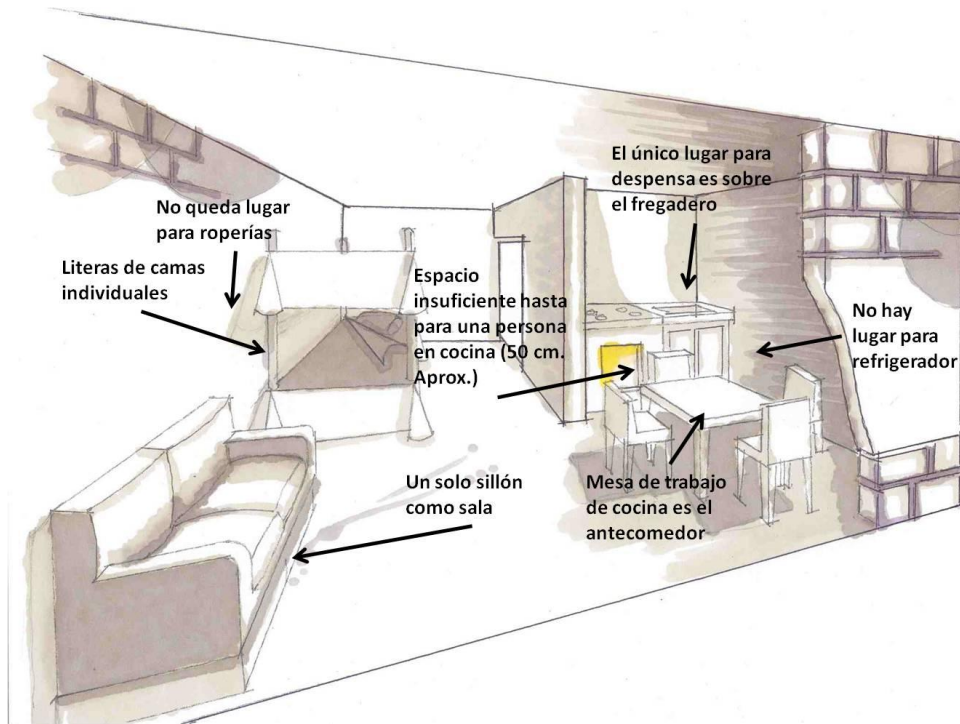 El único lugar para
despensa es sobre
el fregadero
No queda lugar
para roperías
Literas de camas
individuales
Espacio
insuficiente hasta
para una persona
en cocina (50 cm.
Aprox.)
No hay
lugar para
refrigerador
Un solo sillón
como sala
Mesa de trabajo
de cocina es el
antecomedor